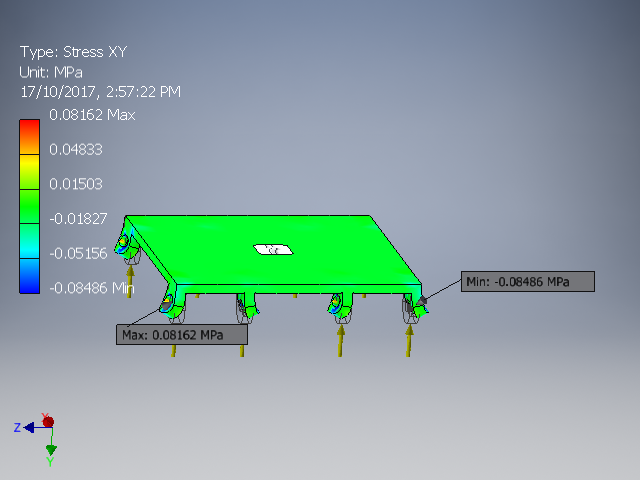 Type: Stress XY
Unit: MPa
17/10/2017, 2:57:22 PM
0.08162 Max
0.04833
0.01503
-0.01827
-0.05156
-0.08486 Min
Min: -0.08486 MPa
Max: 0.08162 MPa
X
Z
Y